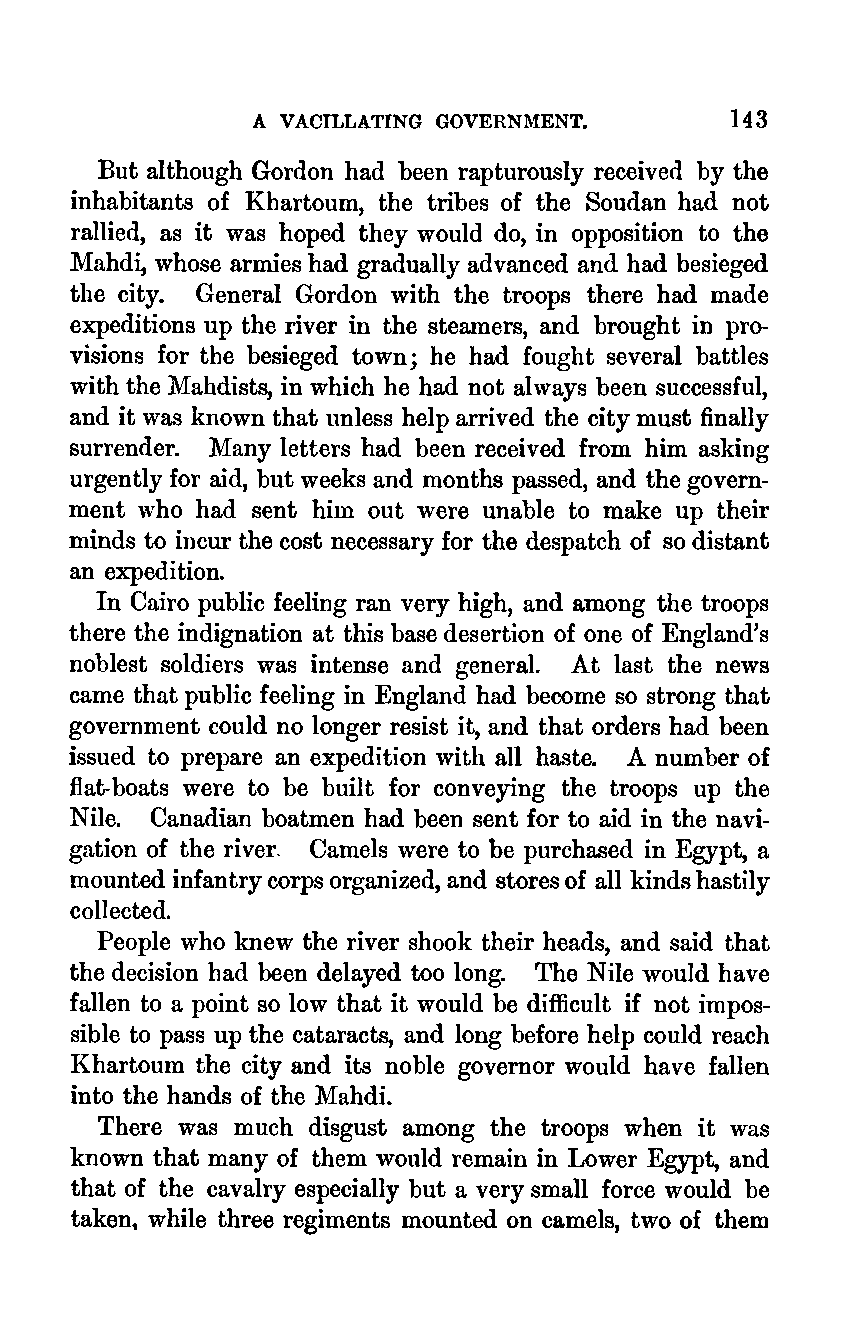 A VACILLATING GOVERNMENT. 143
But although Gordon had been rapturously received by the
inhabitants of Khartoum, the tribes of the Soudan had not
rallied, as it was hoped they would do, in opposition to the
Mahdi, whose armies had gradually advanced and had besieged
the city. General Gordon with the troops there had made
expeditions up the river in the steamers, and brought in pro-
visions for the besieged town; he had fought several battles
with the Mahdists, in which he had not always been successful,
and it was known that unless help arrived the city must finally
surrender. Many letters had been received from him asking
urgently for aid, but weeks and months passed, and the govern-
ment who had sent him out were unable to make up their
minds to incur the cost necessary for the despatch of so distant
an expedition.
In Cairo public feeling ran very high, and among the troops
there the indignation at this base desertion of one of England's
noblest soldiers was intense and general. At last the news
came that public feeling in England had become so strong that
government could no longer resist it, and that orders had been
issued to prepare an expedition with all haste. A number of
flat-boats were to be built for conveying the troops up the
Nile. Canadian boatmen had been sent for to aid in the navi-
gation of the river. Camels were to be purchased in Egypt, a
mounted infantry corps organized, and stores of all kinds hastily
collected.
People who knew the river shook their heads, and said that
the decision had been delayed too long. The Nile would have
fallen to a point so low that it would be difficult if not impos-
sible to pass up the cataracts, and long before help could reach
Khartoum the city and its noble governor would have fallen
into the hands of the Mahdi.
There was much disgust among the troops when it was
known that many of them would remain in Lower Egypt, and
that of the cavalry especially but a very small force would be
taken, while three regiments mounted on camels, two of them